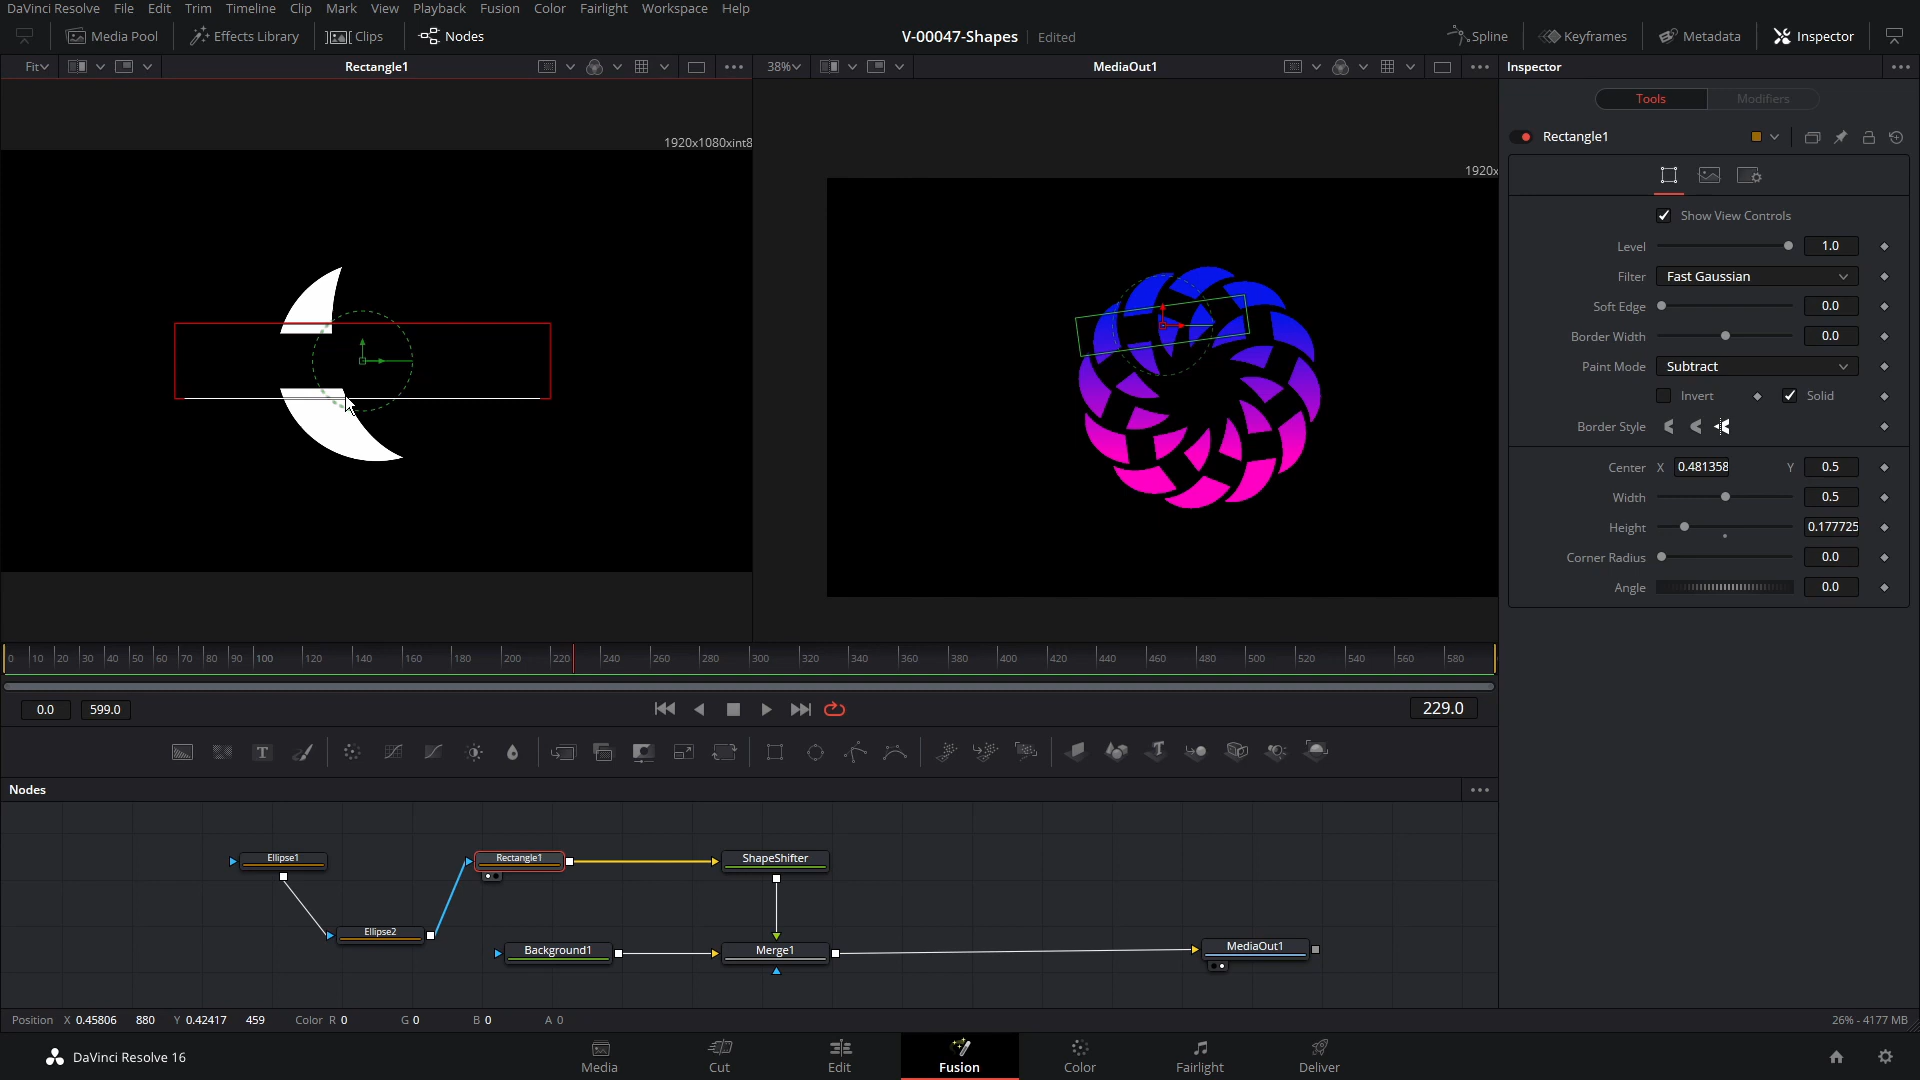 DaVinci Resolve File Edit Trim Timeline Clip Mark View Playback Fusion Color Fairlight Workspace Help
Media Pool Effects Library Clips Nodes V-00047-Shapes Edited Spline Keyframes Metadata Inspector
Fit Rectangle1 38% MediaOut1 Inspector
Tools Modifiers
Rectangle1
1920x1080xint8
1920x
Show View Controls
Level 1.0
Filter Fast Gaussian
Soft Edge 0.0
Border Width 0.0
Paint Mode Subtract
Invert Solid
Border Style
Center X 0.481358 Y 0.5
Width 0.5
Height 0.177725
Corner Radius 0.0
Angle 0.0
0 10 20 30 40 50 60 70 80 90 100 120 140 160 180 200 220 240 260 280 300 320 340 360 380 400 420 440 460 480 500 520 540 560 580
0.0 599.0 229.0
T
Nodes
Ellipse1 Rectangle1 ShapeShifter
Ellipse2
Background1 Merge1 MediaOut1
Position X 0.45806 880 Y 0.42417 459 Color R 0 G 0 B 0 A 0 26% - 4177 MB
DaVinci Resolve 16 Media Cut Edit Fusion Color Fairlight Deliver